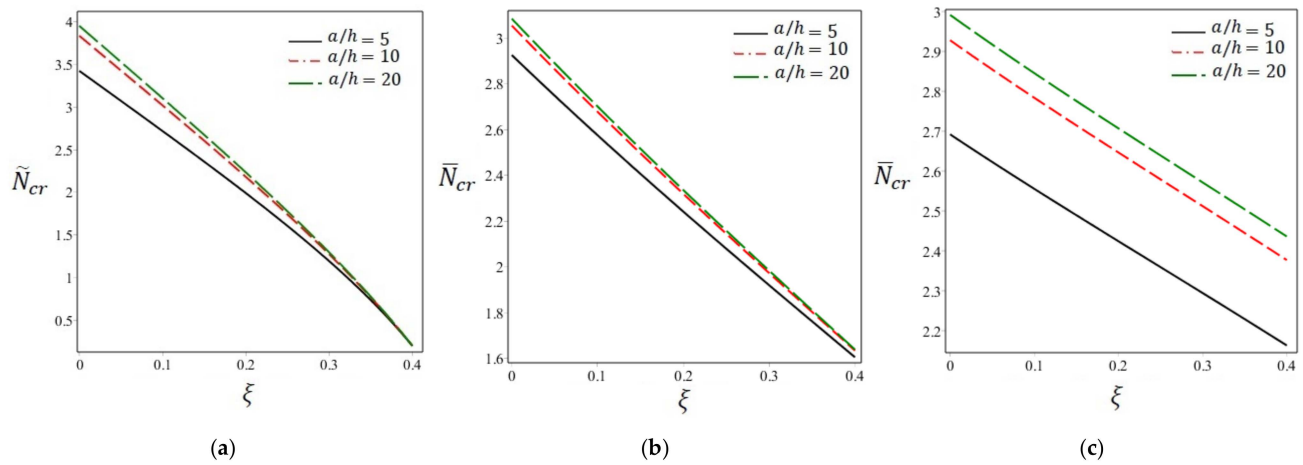 4
3.5
3
2.5
2
1.5
1
0.5
0
0.1
0.2
0.3
0.4
Ñcr
ξ
a/h = 5
a/h = 10
a/h = 20
(a)
3
2.8
2.6
2.4
2.2
2
1.8
1.6
0
0.1
0.2
0.3
0.4
N̅cr
ξ
a/h = 5
a/h = 10
a/h = 20
(b)
3
2.9
2.8
2.7
2.6
2.5
2.4
2.3
2.2
0
0.1
0.2
0.3
0.4
N̅cr
ξ
a/h = 5
a/h = 10
a/h = 20
(c)